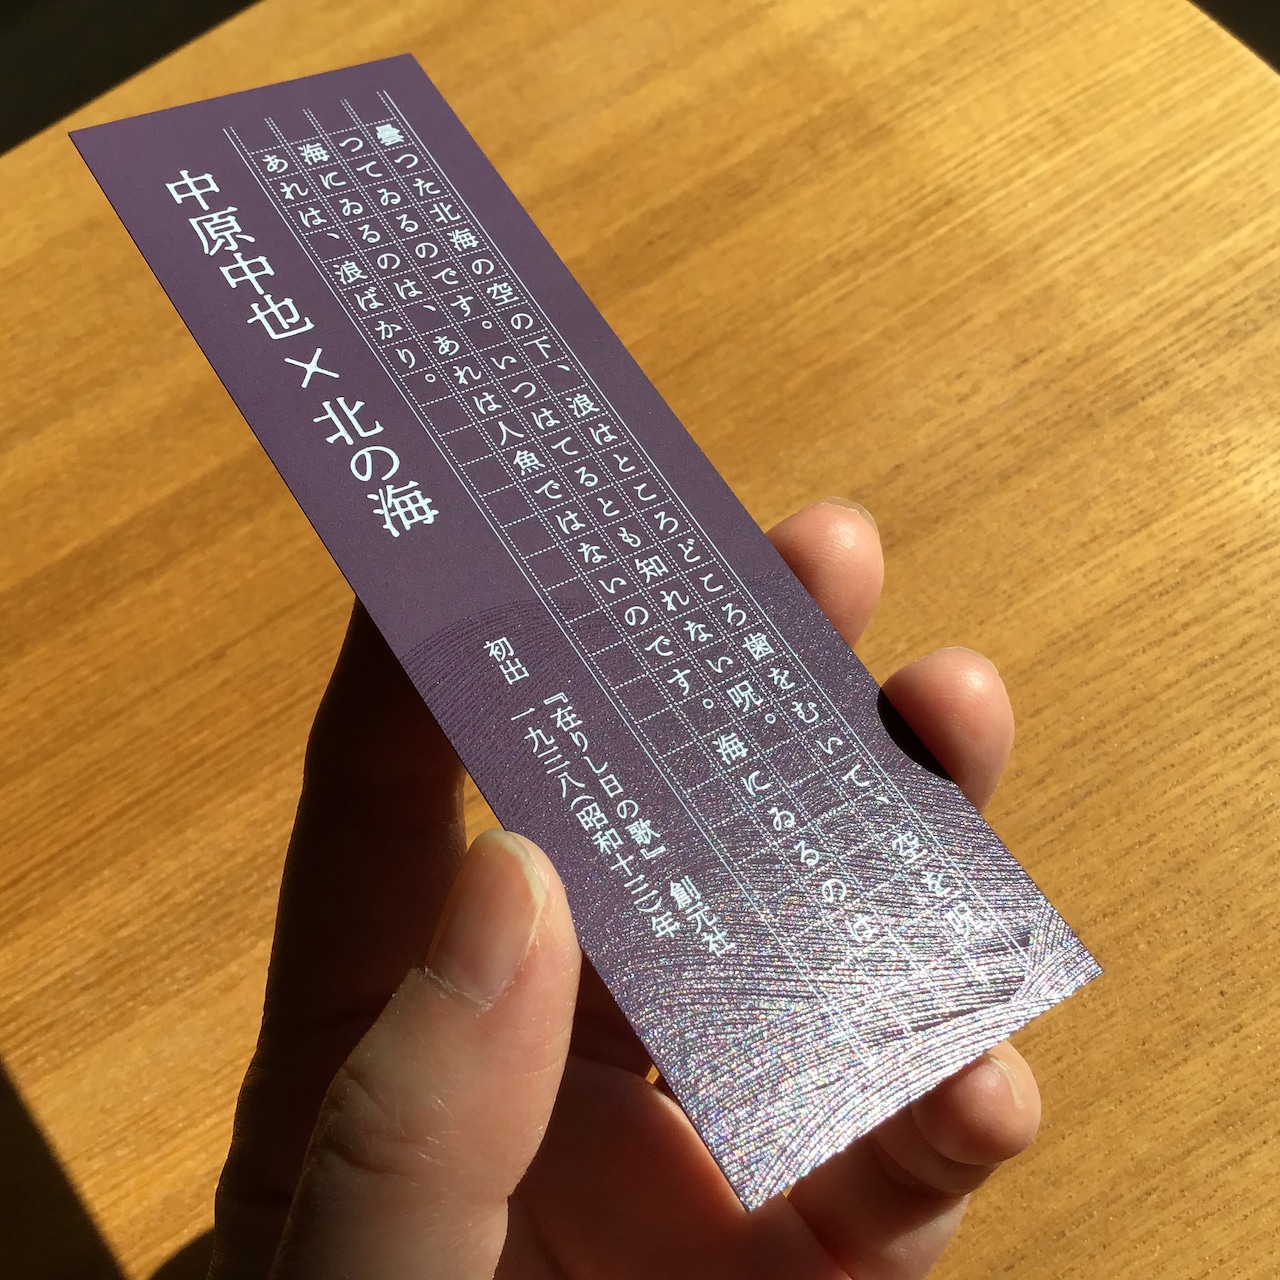 曇つた北海の空の下、浪はところどころ歯をむいて、空を呪
つてゐるのです。いつはてるとも知れない呪。
海にゐるのは、あれは人魚ではないのです。海にゐるのは、
あれは、浪ばかり。
中原中也×北の海
初出
『在りし日の歌』 創元社
一九三八(昭和十三)年